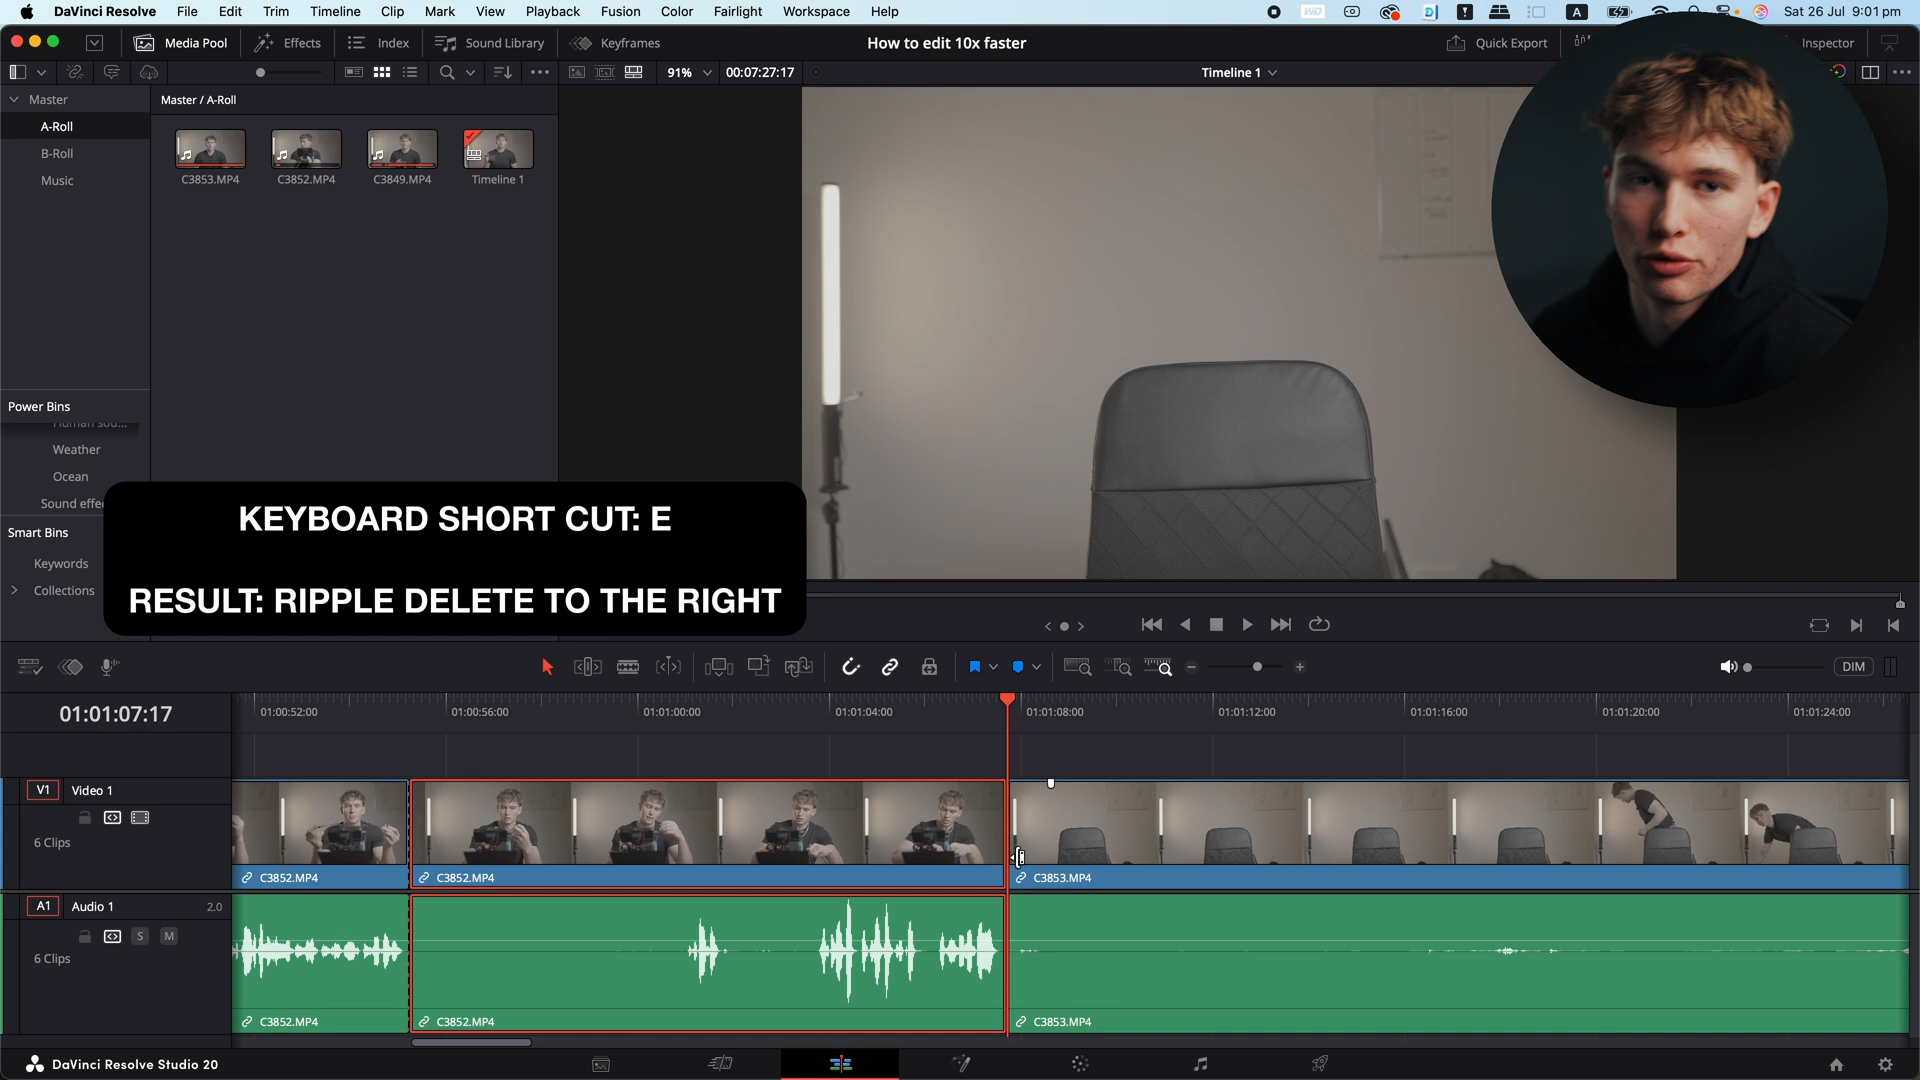 DaVinci Resolve File Edit Trim Timeline Clip Mark View Playback Fusion Color Fairlight Workspace Help
Sat 26 Jul 9:01 pm
Media Pool Effects Index Sound Library Keyframes
How to edit 10x faster
Quick Export Inspector
91% 00:07:27:17
Timeline 1
Master
Master / A-Roll
A-Roll
B-Roll
Music
C3853.MP4 C3852.MP4 C3849.MP4 Timeline 1
Power Bins
Human sou...
Weather
Ocean
Sound effe
Smart Bins
Keywords
Collections
KEYBOARD SHORT CUT: E
RESULT: RIPPLE DELETE TO THE RIGHT
DIM
01:01:07:17
01:00:52:00 01:00:56:00 01:01:00:00 01:01:04:00 01:01:08:00 01:01:12:00 01:01:16:00 01:01:20:00 01:01:24:00
V1 Video 1
6 Clips
C3852.MP4 C3852.MP4 C3853.MP4
A1 Audio 1 2.0
S M
6 Clips
C3852.MP4 C3852.MP4 C3853.MP4
DaVinci Resolve Studio 20